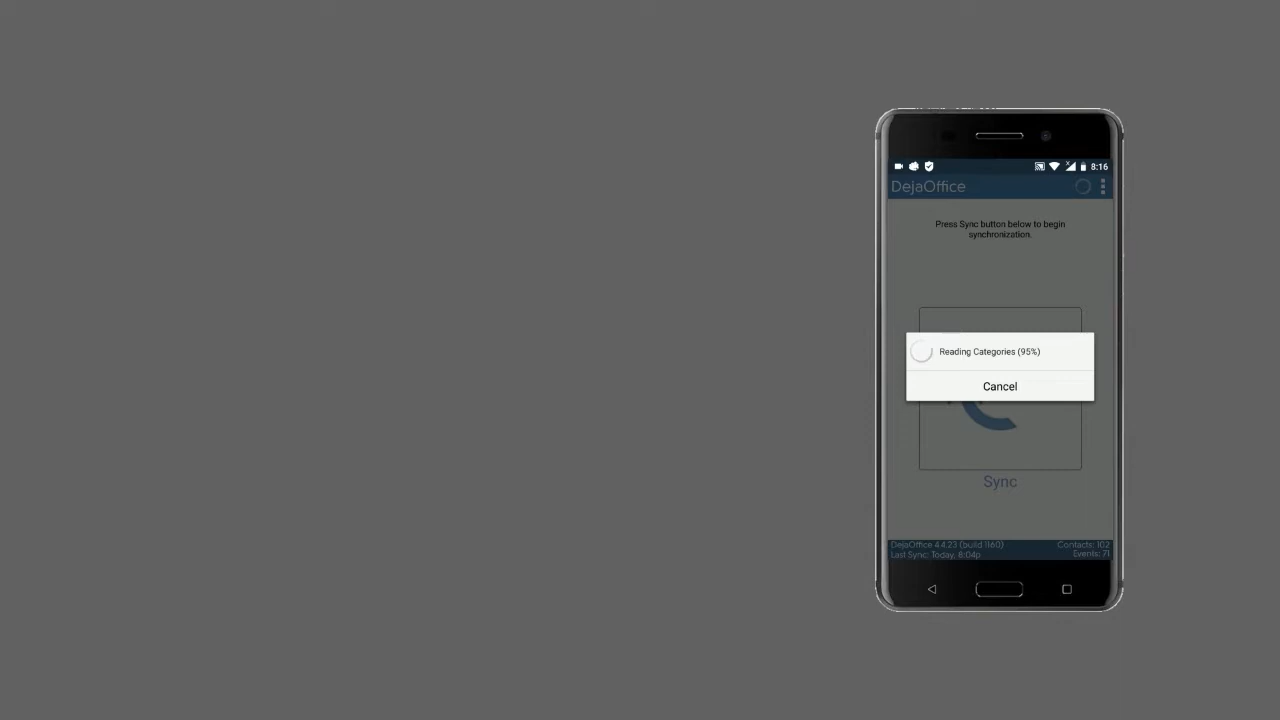 8:16
DejaOffice
Press Sync button below to begin
synchronization.
Reading Categories (95%)
Cancel
Sync
DejaOffice 4.4.23 (build 1160)
Contacts: 102
Last Sync: Today, 8:04p
Events: 71